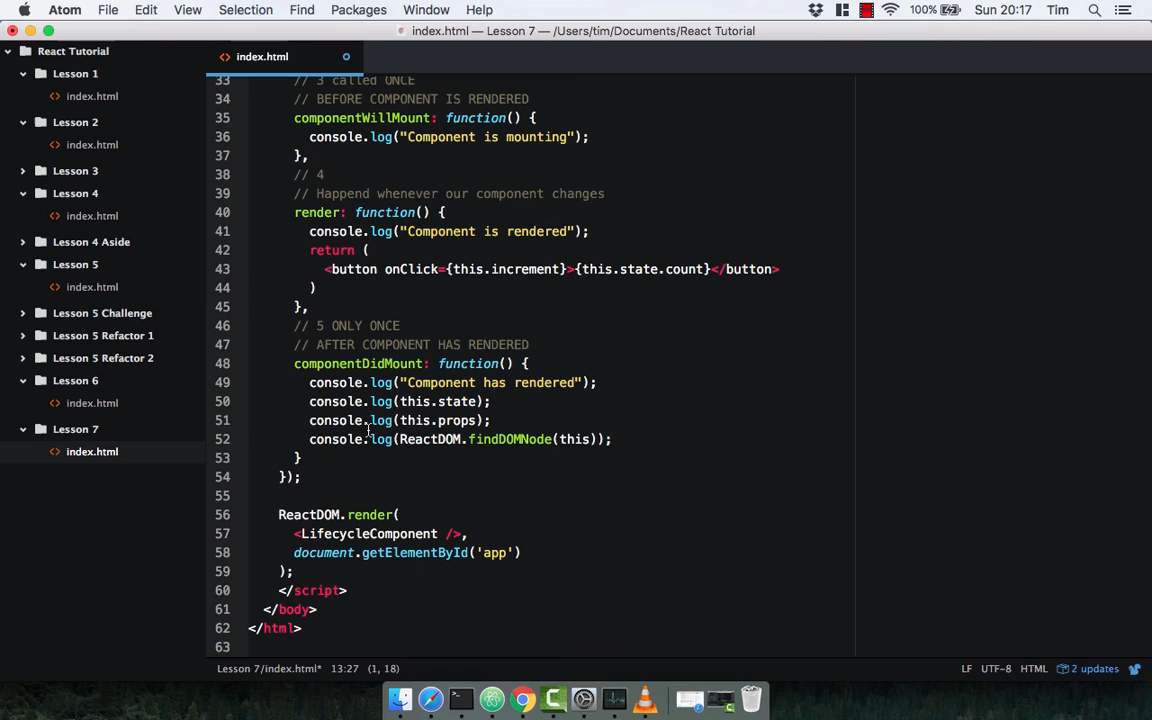 Atom File Edit View Selection Find Packages Window Help 100% Sun 20:17 Tim
index.html — Lesson 7 — /Users/tim/Documents/React Tutorial
React Tutorial
Lesson 1
index.html
Lesson 2
index.html
Lesson 3
Lesson 4
index.html
Lesson 4 Aside
Lesson 5
index.html
Lesson 5 Challenge
Lesson 5 Refactor 1
Lesson 5 Refactor 2
Lesson 6
index.html
Lesson 7
index.html
index.html
33 // 3 called ONCE
34 // BEFORE COMPONENT IS RENDERED
35 componentWillMount: function() {
36 console.log("Component is mounting");
37 },
38 // 4
39 // Happend whenever our component changes
40 render: function() {
41 console.log("Component is rendered");
42 return (
43 <button onClick={this.increment}>{this.state.count}</button>
44 )
45 },
46 // 5 ONLY ONCE
47 // AFTER COMPONENT HAS RENDERED
48 componentDidMount: function() {
49 console.log("Component has rendered");
50 console.log(this.state);
51 console.log(this.props);
52 console.log(ReactDOM.findDOMNode(this));
53 }
54 });
55
56 ReactDOM.render(
57 <LifecycleComponent />,
58 document.getElementById('app')
59 );
60 </script>
61 </body>
62 </html>
63
Lesson 7/index.html* 13:27 (1, 18) LF UTF-8 HTML 2 updates